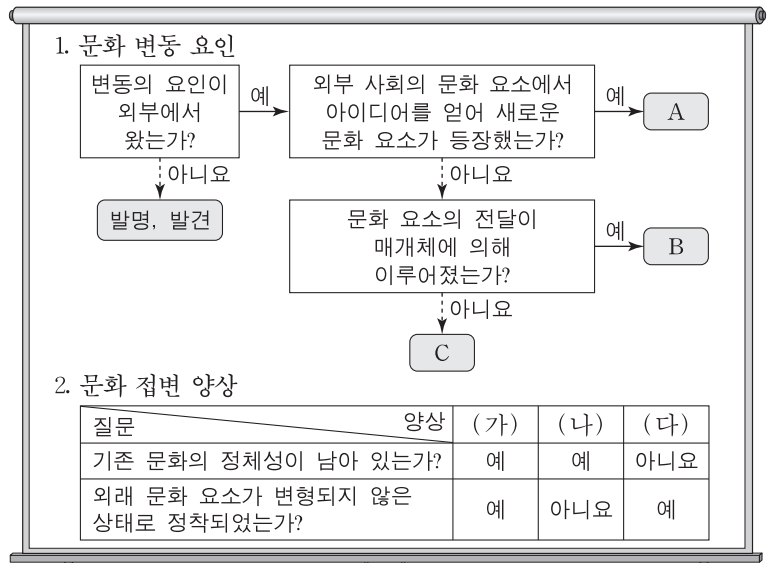 1. 문화 변동 요인
변동의 요인이
외부에서
왔는가?
예
외부 사회의 문화 요소에서
아이디어를 얻어 새로운
문화 요소가 등장했는가?
예
A
아니요
발명, 발견
아니요
문화 요소의 전달이
매개체에 의해
이루어졌는가?
예
B
아니요
C
2. 문화 접변 양상
질문 양상 (가) (나) (다)
기존 문화의 정체성이 남아 있는가? 예 예 아니요
외래 문화 요소가 변형되지 않은
상태로 정착되었는가? 예 아니요 예